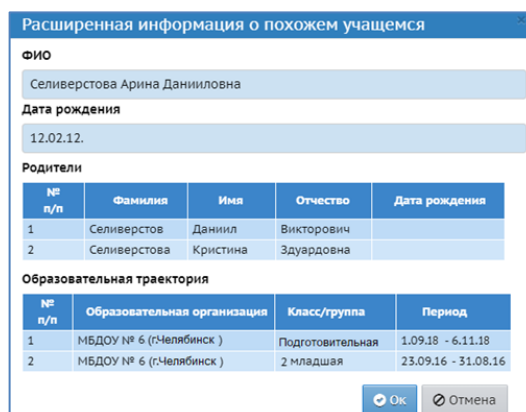 Расширенная информация о похожем учащемся
ФИО
Селиверстова Арина Данииловна
Дата рождения
12.02.12.
Родители
№ п/п Фамилия Имя Отчество Дата рождения
1 Селиверстов Даниил Викторович
2 Селиверстова Кристина Здуардовна
Образовательная траектория
№ п/п Образовательная организация Класс/группа Период
1 МБДОУ № 6 (г.Челябинск ) Подготовительная 1.09.18 - 6.11.18
2 МБДОУ № 6 (г.Челябинск ) 2 младшая 23.09.16 - 31.08.16
Ок Отмена